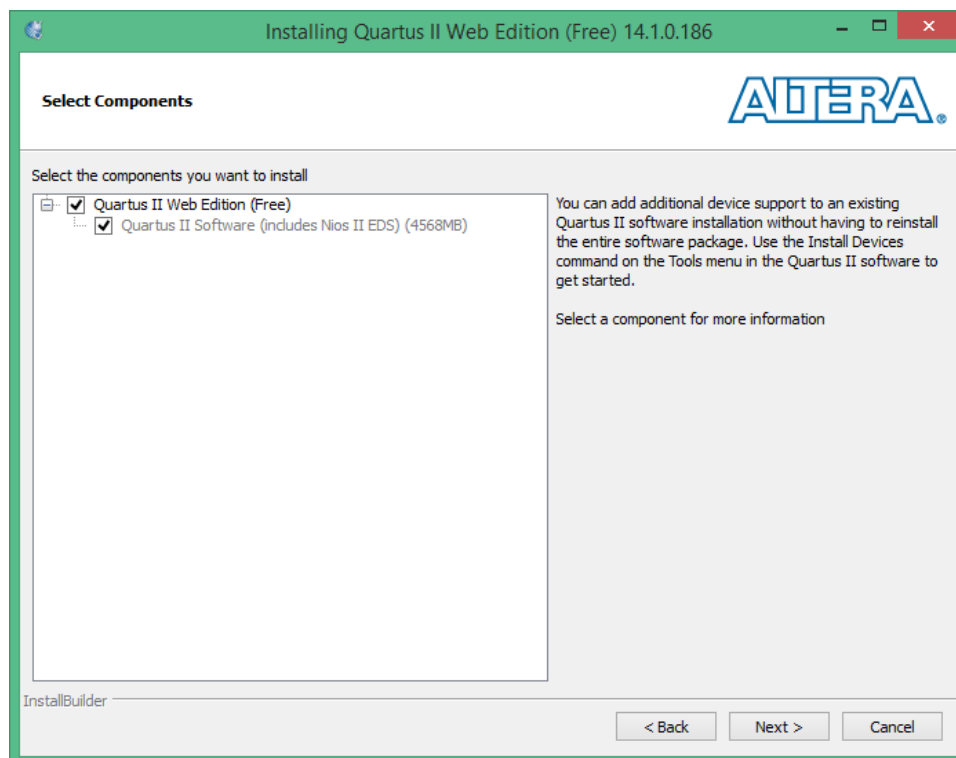 Installing Quartus II Web Edition (Free) 14.1.0.186
Select Components
ALTERA®
Select the components you want to install
Quartus II Web Edition (Free)
Quartus II Software (includes Nios II EDS) (4568MB)
You can add additional device support to an existing
Quartus II software installation without having to reinstall
the entire software package. Use the Install Devices
command on the Tools menu in the Quartus II software to
get started.
Select a component for more information
InstallBuilder
< Back
Next >
Cancel